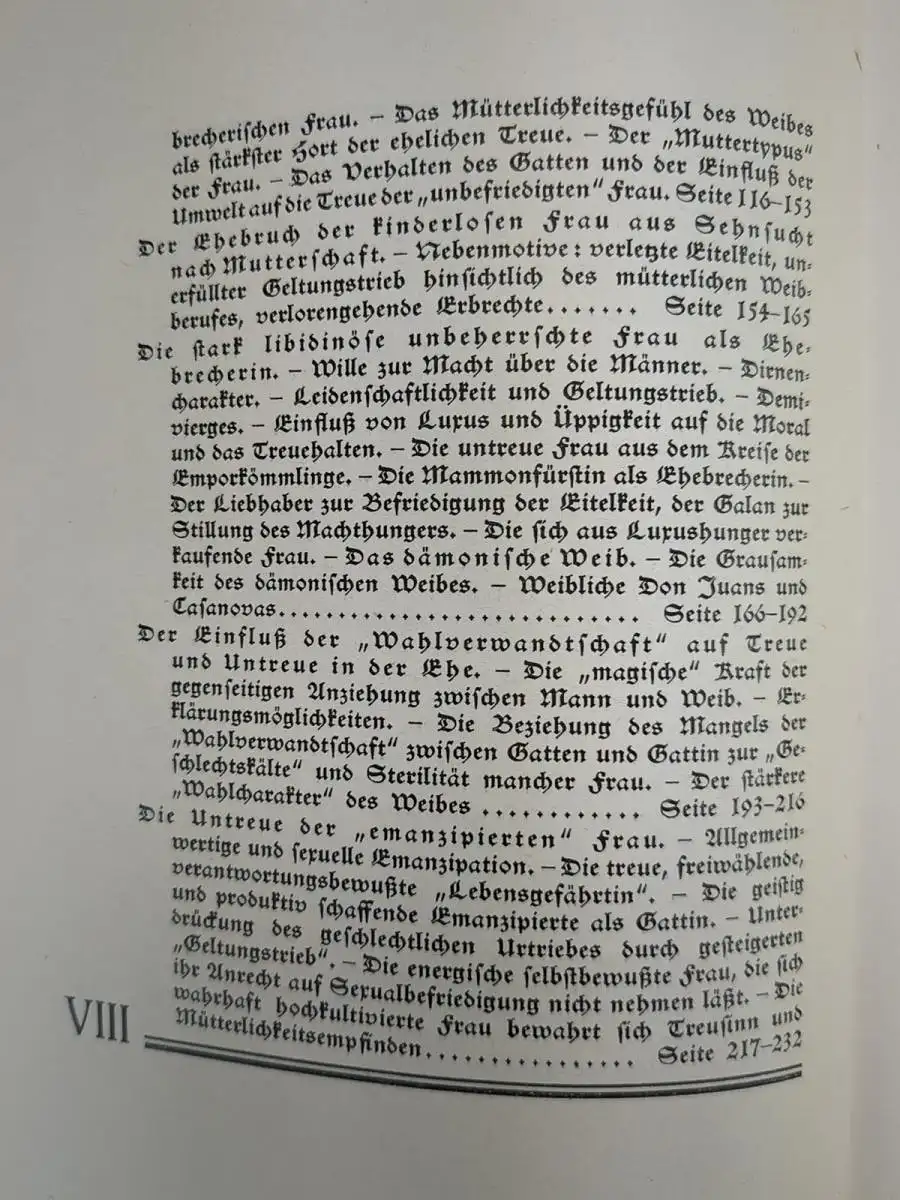 brecherischen Frau. – Das Mütterlichkeitsgefühl des Weibes
als stärkster Hort der ehelichen Treue. – Der „Muttertypus“
der Frau. – Das Verhalten des Gatten und der Einfluß der
Umwelt auf die Treue der „unbefriedigten“ Frau. Seite 116–153
Der Ehebruch der kinderlosen Frau aus Sehnsucht
nach Mutterschaft. – Nebenmotive: verletzte Eitelkeit, un-
erfüllter Geltungstrieb hinsichtlich des mütterlichen Weib-
berufes, verlorengehende Erbrechte....... Seite 154–165
Die stark libidinöse unbeherrschte Frau als Ehe-
brecherin. – Wille zur Macht über die Männer. – Dirnen-
charakter. – Leidenschaftlichkeit und Geltungstrieb. – Demi-
vierges. – Einfluß von Luxus und Üppigkeit auf die Moral
und das Treuehalten. – Die untreue Frau aus dem Kreise der
Emporkömmlinge. – Die Mammonfürstin als Ehebrecherin. –
Der Liebhaber zur Befriedigung der Eitelkeit, der Galan zur
Stillung des Machthungers. – Die sich aus Luxushunger ver-
kaufende Frau. – Das dämonische Weib. – Die Grausam-
keit des dämonischen Weibes. – Weibliche Don Juans und
Casanovas............................ Seite 166–192
Der Einfluß der „Wahlverwandtschaft“ auf Treue
und Untreue in der Ehe. – Die „magische“ Kraft der
gegenseitigen Anziehung zwischen Mann und Weib. – Er-
klärungsmöglichkeiten. – Die Beziehung des Mangels der
„Wahlverwandtschaft“ zwischen Gatten und Gattin zur „Ge-
schlechtskälte“ und Sterilität mancher Frau. – Der stärkere
„Wahlcharakter“ des Weibes ............ Seite 193–216
Die Untreue der „emanzipierten“ Frau. – Allgemein-
wertige und sexuelle Emanzipation. – Die treue, freiwählende,
verantwortungsbewußte „Lebensgefährtin“. – Die geistig
und produktiv schaffende Emanzipierte als Gattin. – Unter-
drückung des geschlechtlichen Urtriebes durch gesteigerten
„Geltungstrieb“. – Die energische selbstbewußte Frau, die sich
ihr Anrecht auf Sexualbefriedigung nicht nehmen läßt. – Die
wahrhaft hochkultivierte Frau bewahrt sich Treusinn und
Mütterlichkeitsempfinden................ Seite 217–232
VIII